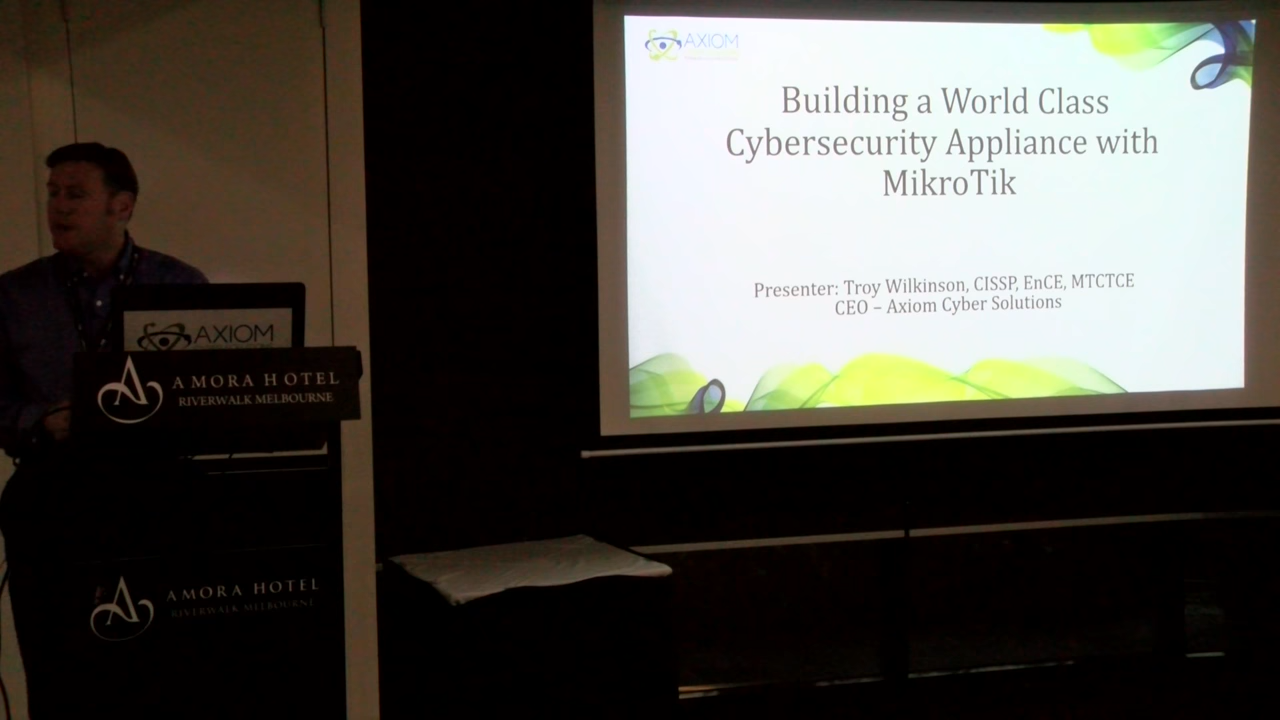 AXIOM
Building a World Class
Cybersecurity Appliance with
MikroTik
Presenter: Troy Wilkinson, CISSP, EnCE, MTCTCE
CEO – Axiom Cyber Solutions
AXIOM
AMORA HOTEL
RIVERWALK MELBOURNE
AMORA HOTEL
RIVERWALK MELBOURNE